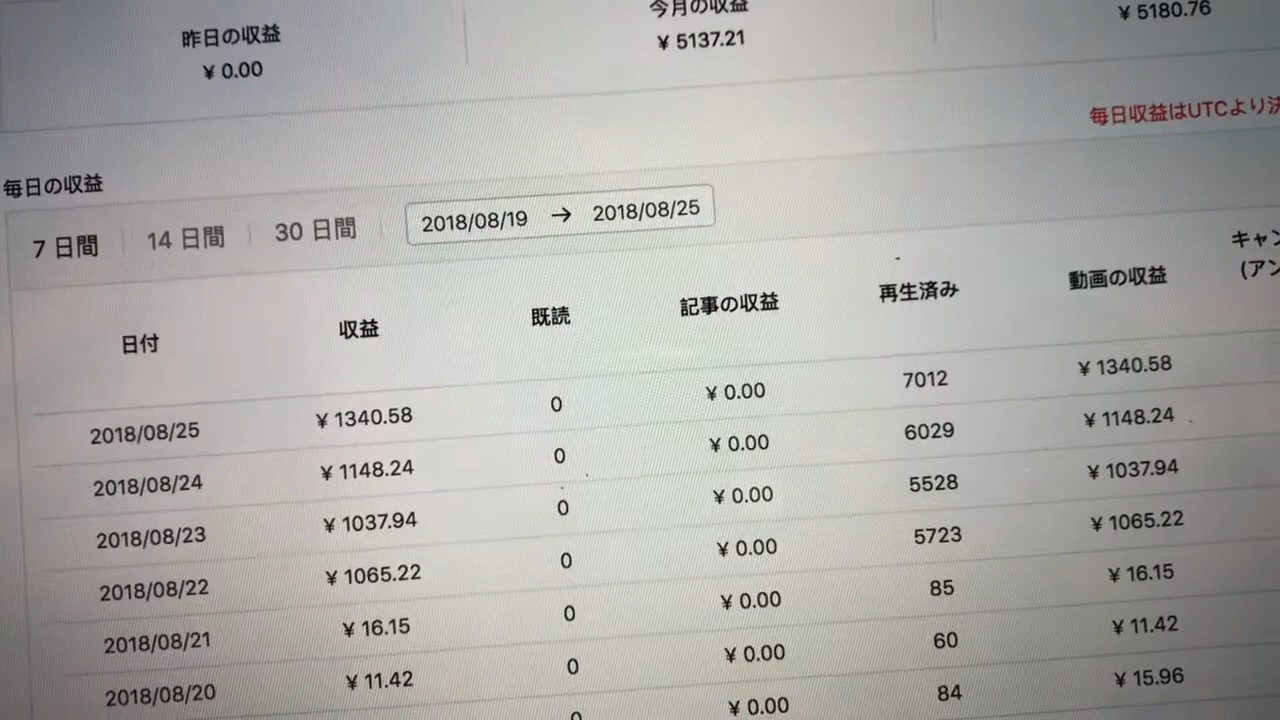 昨日の収益
¥ 0.00
今月の収益
¥ 5137.21
¥ 5180.76
毎日収益はUTCより
毎日の収益
7 日間 14 日間 30 日間 2018/08/19 → 2018/08/25
日付 収益 既読 記事の収益 再生済み 動画の収益 キャン
(アン
2018/08/25 ¥ 1340.58 0 ¥ 0.00 7012 ¥ 1340.58
2018/08/24 ¥ 1148.24 0 ¥ 0.00 6029 ¥ 1148.24
2018/08/23 ¥ 1037.94 0 ¥ 0.00 5528 ¥ 1037.94
2018/08/22 ¥ 1065.22 0 ¥ 0.00 5723 ¥ 1065.22
2018/08/21 ¥ 16.15 0 ¥ 0.00 85 ¥ 16.15
2018/08/20 ¥ 11.42 0 ¥ 0.00 60 ¥ 11.42
0 ¥ 0.00 84 ¥ 15.96